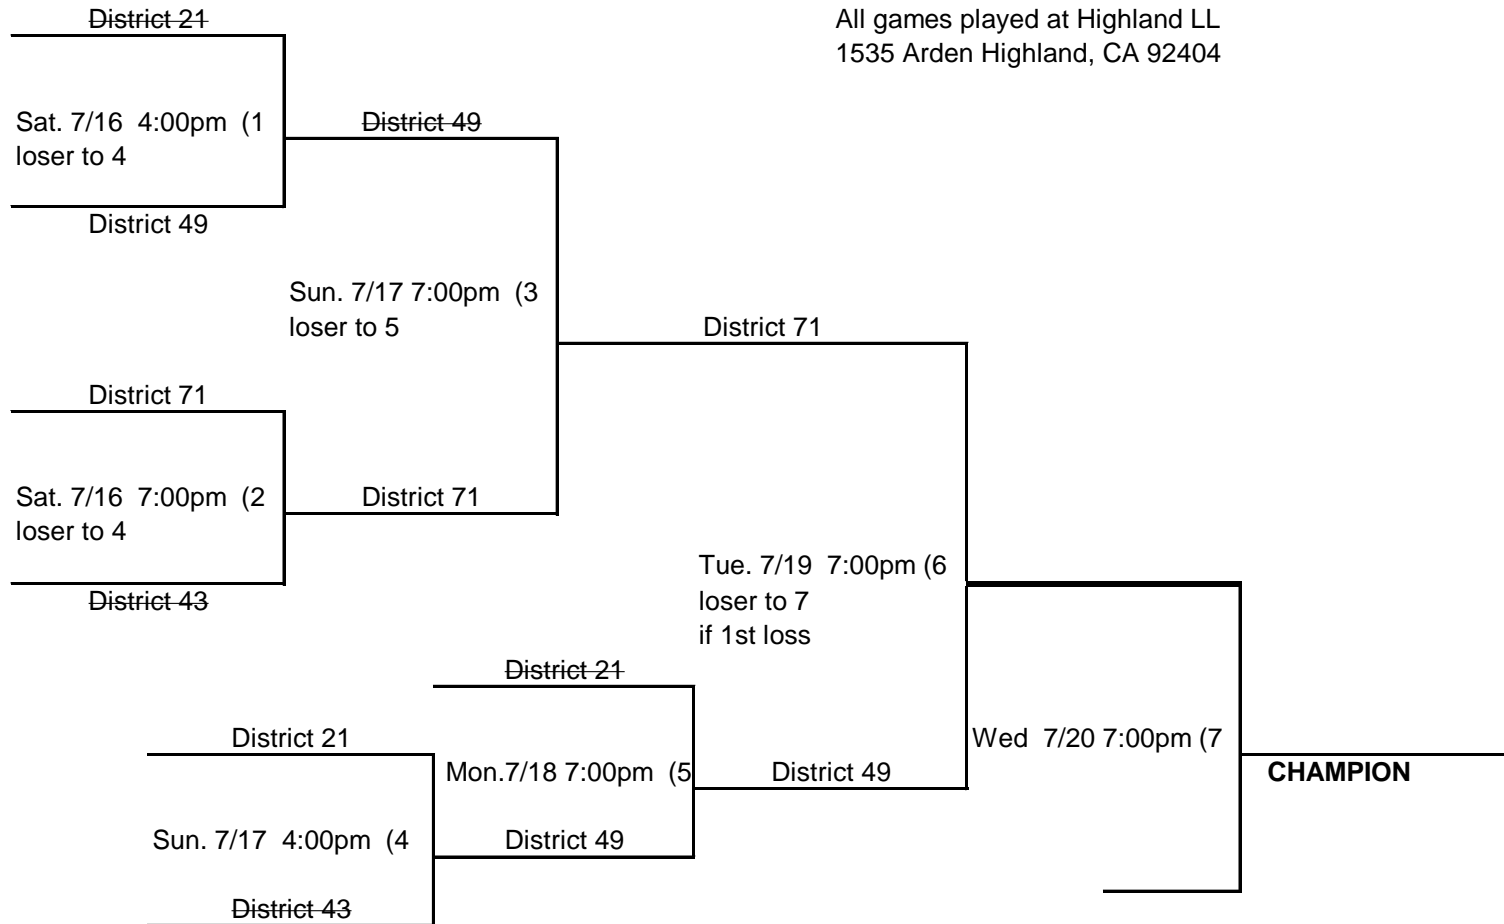 District 21
All games played at Highland LL
1535 Arden Highland, CA 92404
Sat. 7/16 4:00pm (1
loser to 4
District 49
District 49
Sun. 7/17 7:00pm (3
loser to 5
District 71
District 71
Sat. 7/16 7:00pm (2
loser to 4
District 71
District 43
Tue. 7/19 7:00pm (6
loser to 7
if 1st loss
District 21
District 21
Mon.7/18 7:00pm (5
District 49
Wed 7/20 7:00pm (7
CHAMPION
Sun. 7/17 4:00pm (4
District 49
District 43